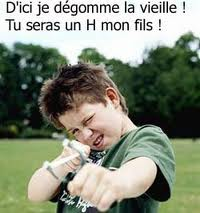 D'ici je dégomme la vieille !
Tu seras un H mon fils !